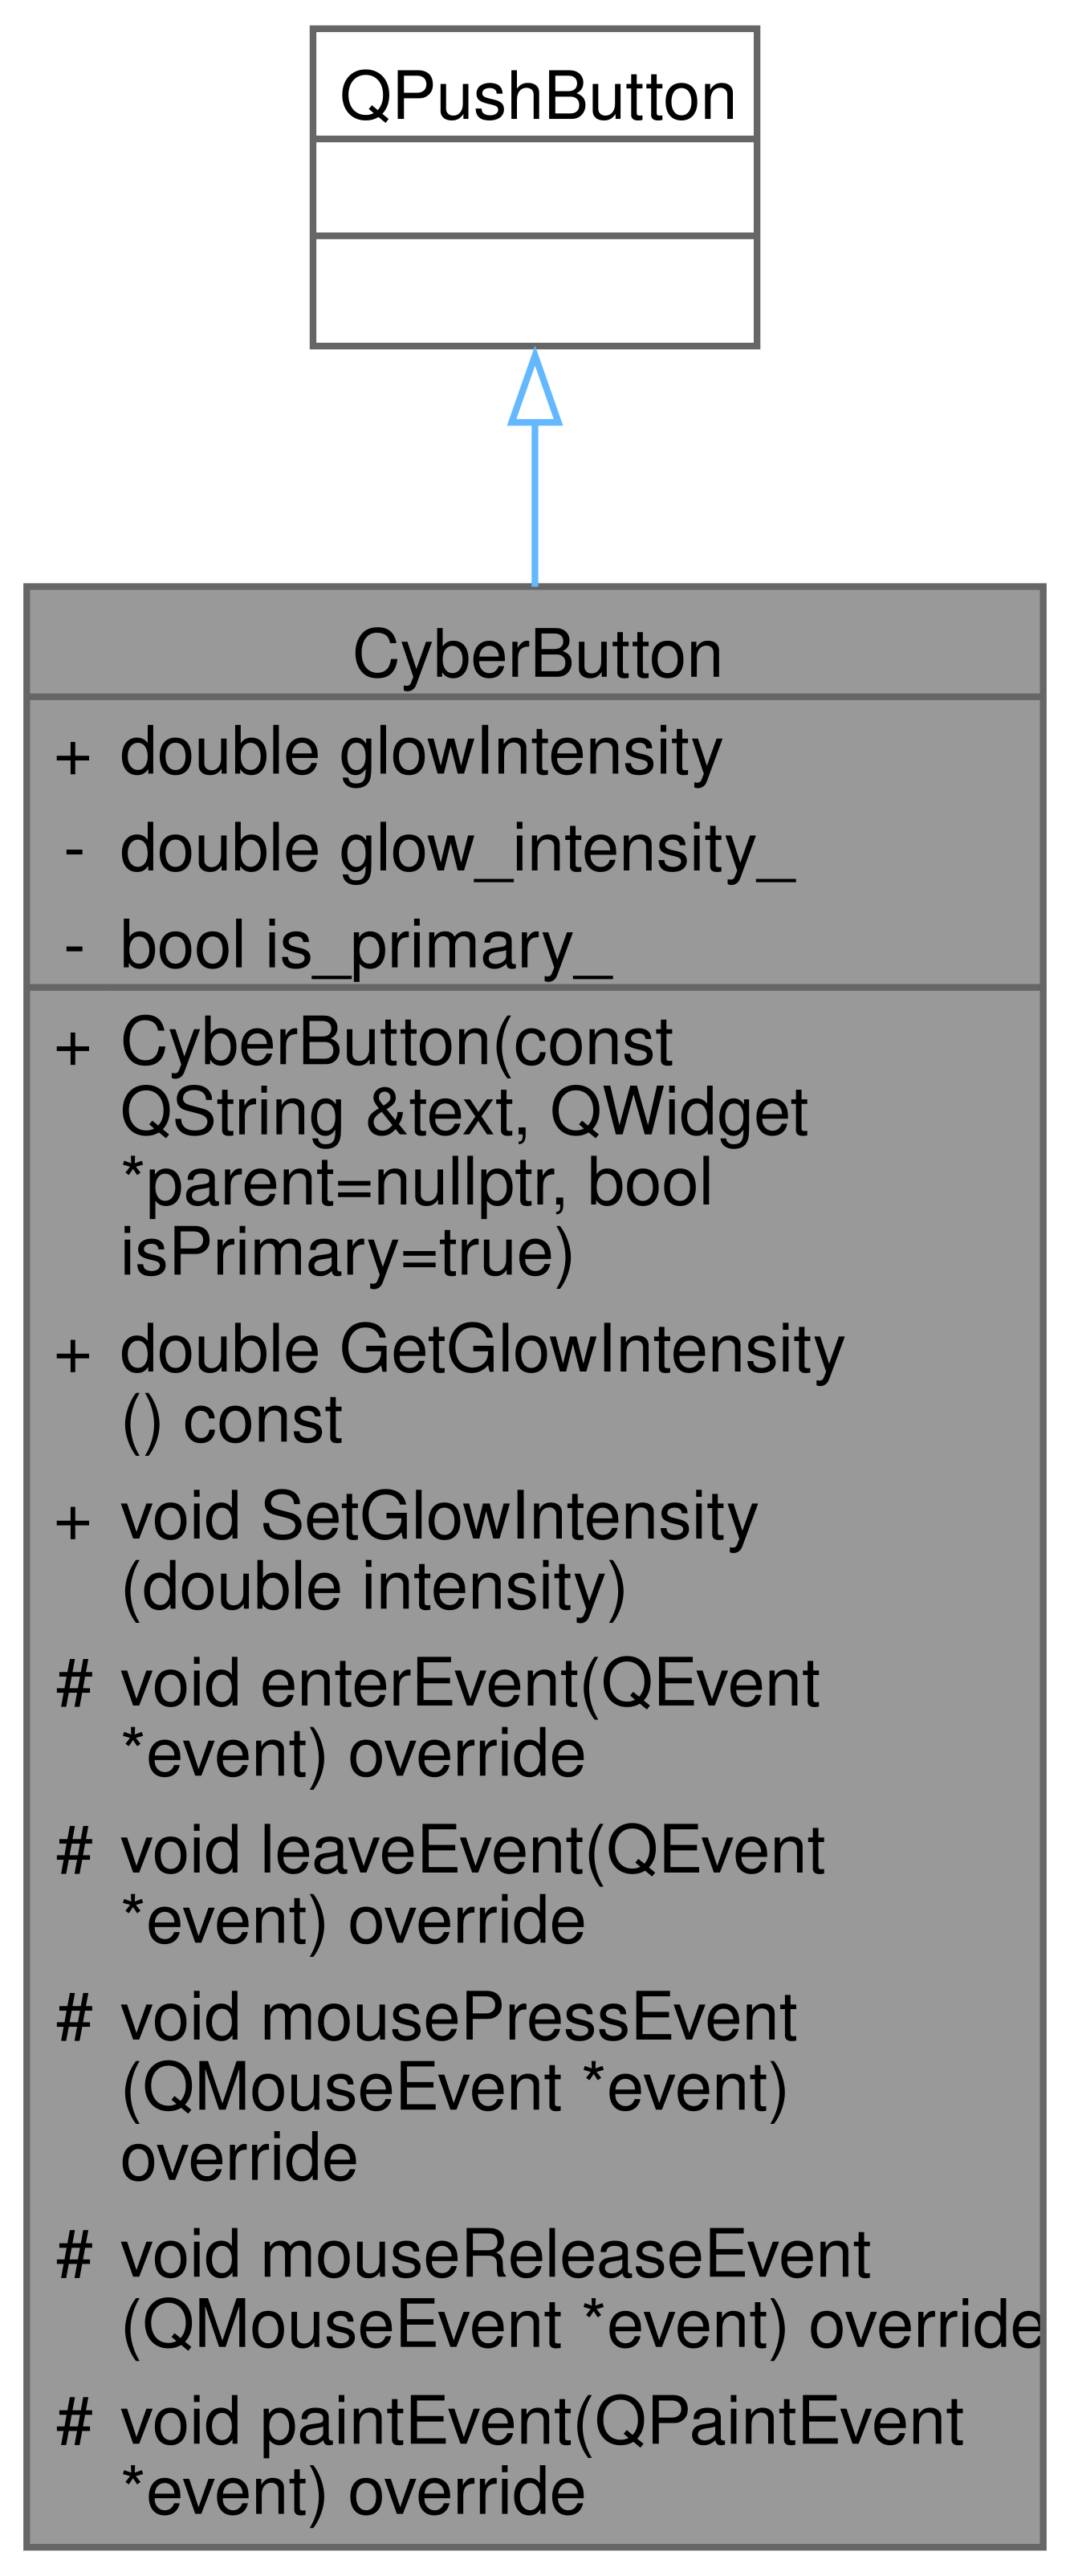 QPushButton
CyberButton
+ double glowIntensity
- double glow_intensity_
- bool is_primary_
+ CyberButton(const
QString &text, QWidget
*parent=nullptr, bool
isPrimary=true)
+ double GetGlowIntensity
() const
+ void SetGlowIntensity
(double intensity)
# void enterEvent(QEvent
*event) override
# void leaveEvent(QEvent
*event) override
# void mousePressEvent
(QMouseEvent *event)
override
# void mouseReleaseEvent
(QMouseEvent *event) override
# void paintEvent(QPaintEvent
*event) override